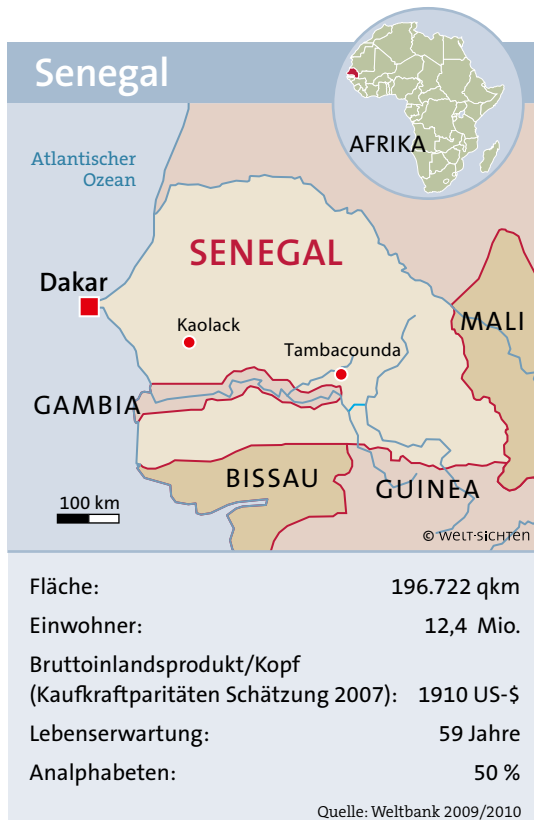 Senegal
AFRIKA
Atlantischer
Ozean
SENEGAL
Dakar
Kaolack
MALI
Tambacounda
GAMBIA
BISSAU
GUINEA
100 km
© WELT-SICHTEN
Fläche: 196.722 qkm
Einwohner: 12,4 Mio.
Bruttoinlandsprodukt/Kopf
(Kaufkraftparitäten Schätzung 2007): 1910 US-$
Lebenserwartung: 59 Jahre
Analphabeten: 50 %
Quelle: Weltbank 2009/2010